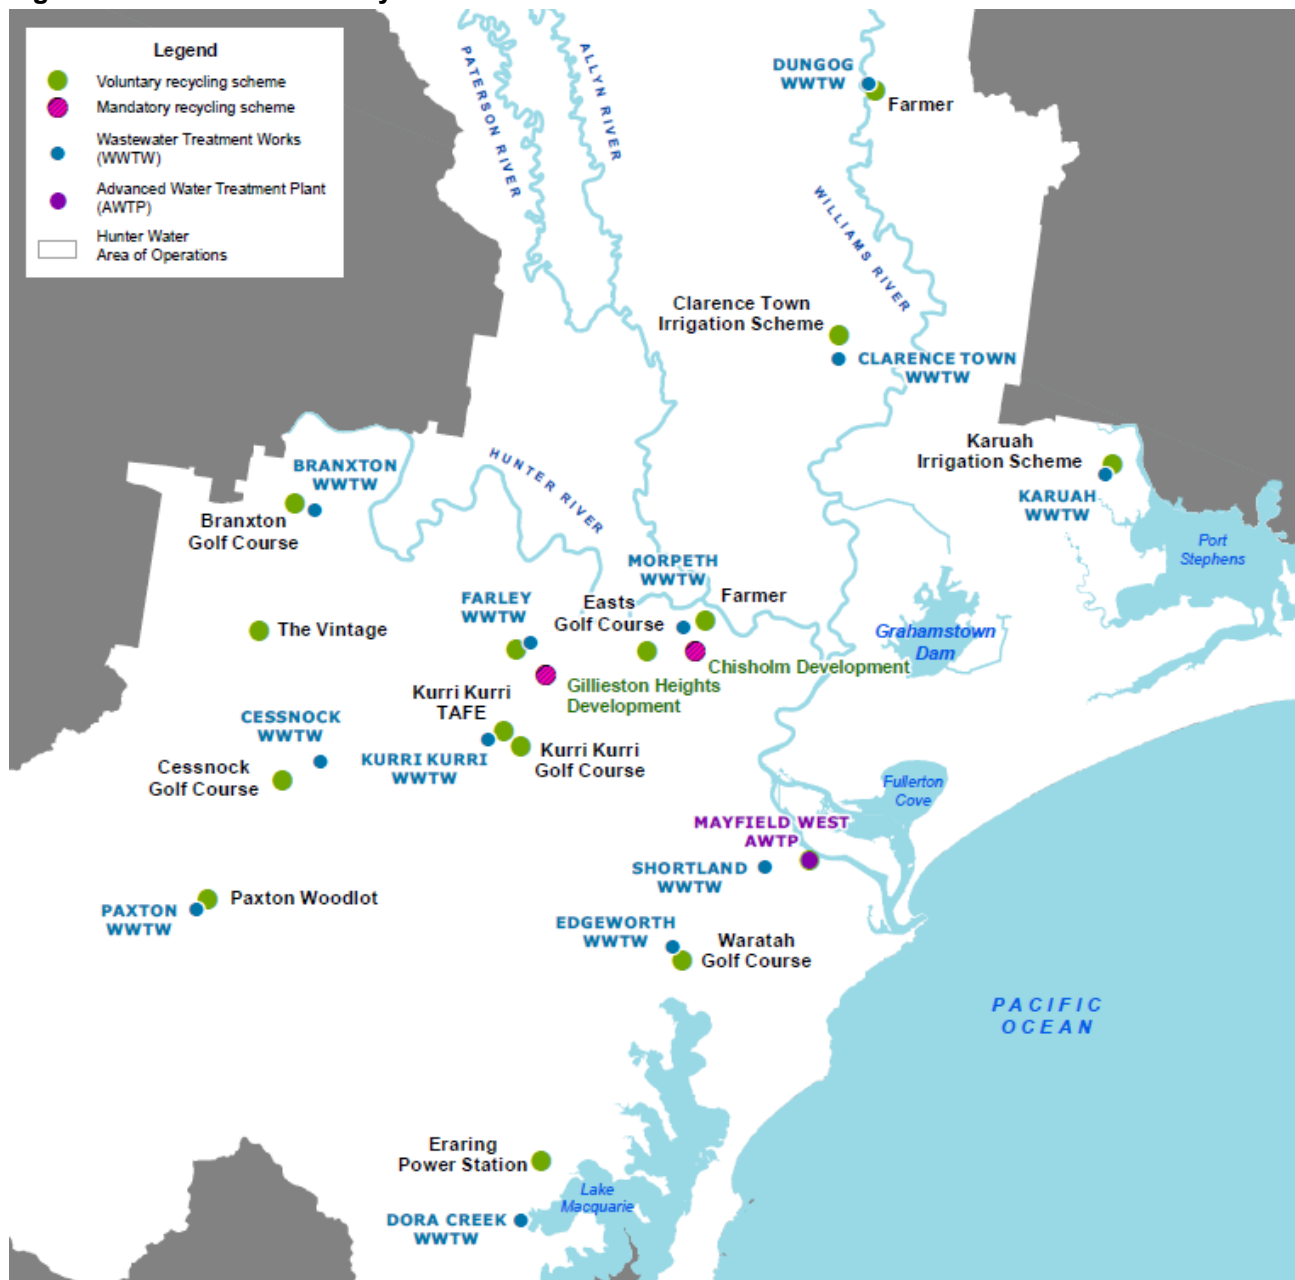 Legend
Voluntary recycling scheme
Mandatory recycling scheme
Wastewater Treatment Works
(WWTW)
Advanced Water Treatment Plant
(AWTP)
Hunter Water
Area of Operations
PATERSON RIVER
ALLYN RIVER
DUNGOG
WWTW
Farmer
WILLIAMS RIVER
Clarence Town
Irrigation Scheme
CLARENCE TOWN
WWTW
Karuah
Irrigation Scheme
KARUAH
WWTW
Port
Stephens
BRANXTON
WWTW
Branxton
Golf Course
HUNTER RIVER
MORPETH
WWTW
Farmer
FARLEY
WWTW
Easts
Golf Course
The Vintage
Grahamstown
Dam
Chisholm Development
Gillieston Heights
Development
Kurri Kurri
TAFE
CESSNOCK
WWTW
KURRI KURRI
WWTW
Kurri Kurri
Golf Course
Cessnock
Golf Course
Fullerton
Cove
MAYFIELD WEST
AWTP
SHORTLAND
WWTW
PAXTON
WWTW
Paxton Woodlot
EDGEWORTH
WWTW
Waratah
Golf Course
PACIFIC
OCEAN
Eraring
Power Station
Lake
Macquarie
DORA CREEK
WWTW